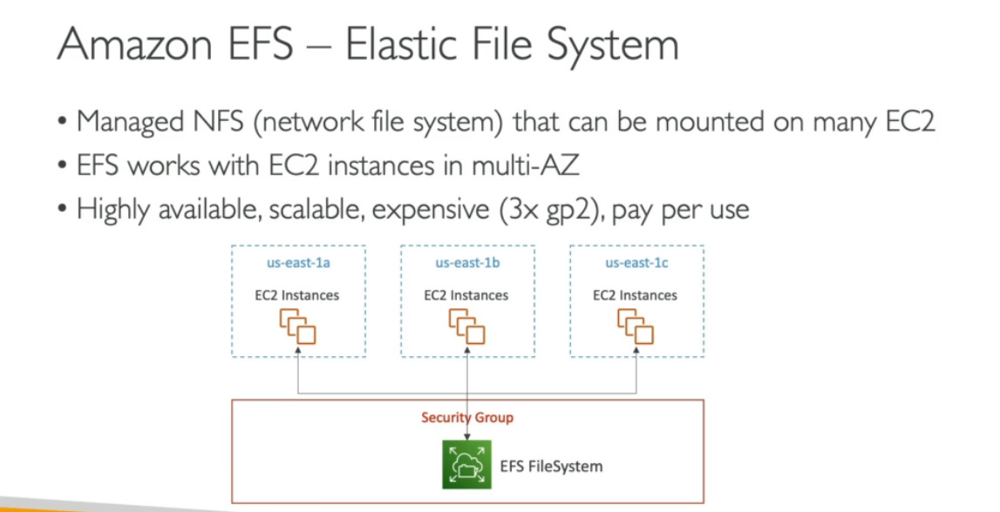 Amazon EFS – Elastic File System
• Managed NFS (network file system) that can be mounted on many EC2
• EFS works with EC2 instances in multi-AZ
• Highly available, scalable, expensive (3x gp2), pay per use
us-east-1a
us-east-1b
us-east-1c
EC2 Instances
EC2 Instances
EC2 Instances
Security Group
EFS FileSystem